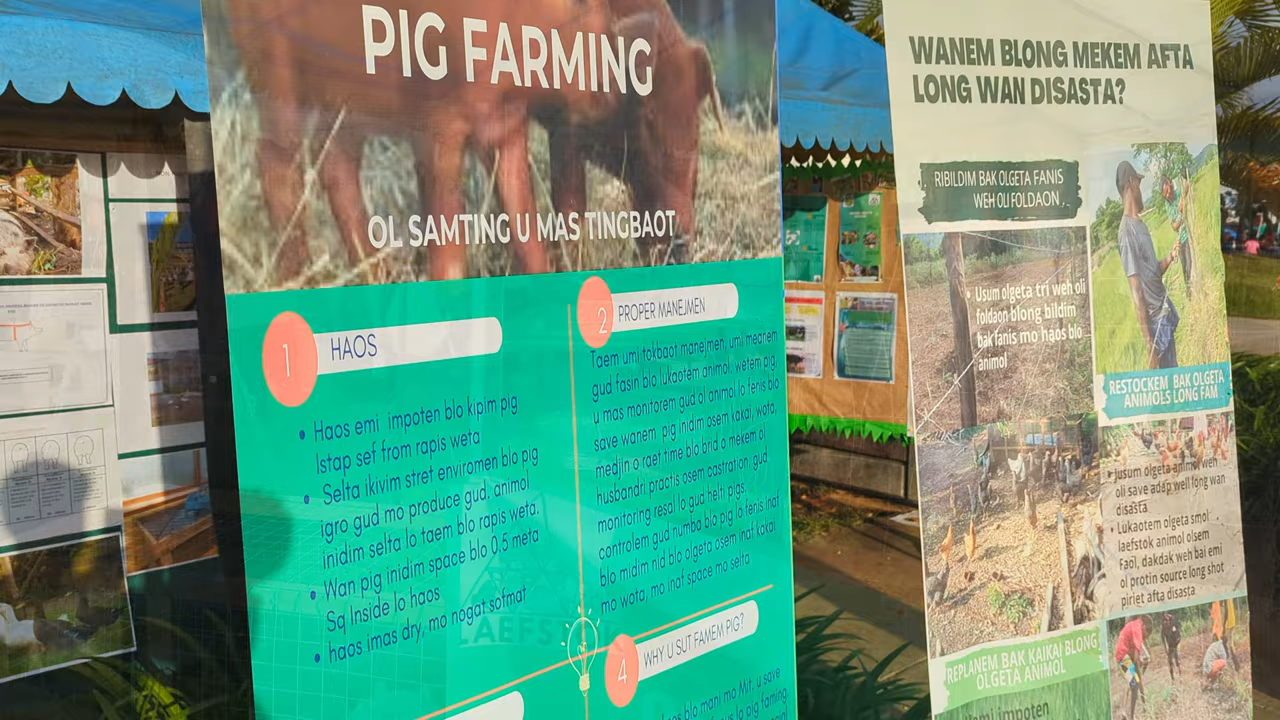 PIG FARMING
OL SAMTING U MAS TINGBAOT
1
HAOS
• Haos emi impoten blo kipim pig
Istap sef from rapis weta
• Selta ikivim stret enviromen blo pig
igro gud mo produce gud, animol
inidim selta lo taem blo rapis weta.
• Wan pig inidim space blo 0.5 meta
Sq Inside lo haos
• haos imas dry, mo nogat sofmat
2
PROPER MANEJMEN
Taem umi tokbaot manejmen, umi meanem
gud fasin blo lukaotem animol. wetem pig,
u mas monitorem gud ol animol lo fenis blo
save wanem pig inidim osem kakai, wota,
medjin o raet time blo brid o mekem ol
husbandri practis osem castration. gud
monitoring resal lo gud helti pigs.
controlem gud numba blo pig lo fenis inaf
blo midim nid blo olgeta osem inaf kakai
mo wota, mo inaf space mo selta
4
WHY U SUT FAMEM PIG?
haos blo mani mo Mit. u save
WANEM BLONG MEKEM AFTA
LONG WAN DISASTA?
RIBILDIM BAK OLGETA FANIS
WEH OLI FOLDAON
• Usum olgeta tri weh oli
foldaon blong bildim
bak fanis mo haos blo
animol
RESTOCKEM BAK OLGETA
ANIMOLS LONG FAM
• jusum olgeta animol weh
oli save adap well long wan
disasta.
• Lukaotem olgeta smol
laefstok animol osem
Faol, dakdak weh bai emi
ol protin source long shot
piriet afta disasta
REPLANEM BAK KAIKAI BLONG
OLGETA ANIMOL
impoten